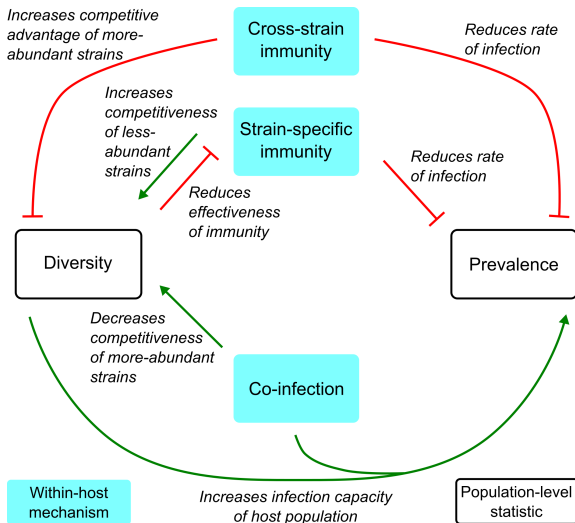 Increases competitive
advantage of more-
abundant strains
Cross-strain
immunity
Reduces rate
of infection
Increases
competitiveness
of less-
abundant
strains
Strain-specific
immunity
Reduces rate
of infection
Reduces
effectiveness
of immunity
Diversity
Prevalence
Decreases
competitiveness
of more-abundant
strains
Co-infection
Within-host
mechanism
Increases infection capacity
of host population
Population-level
statistic